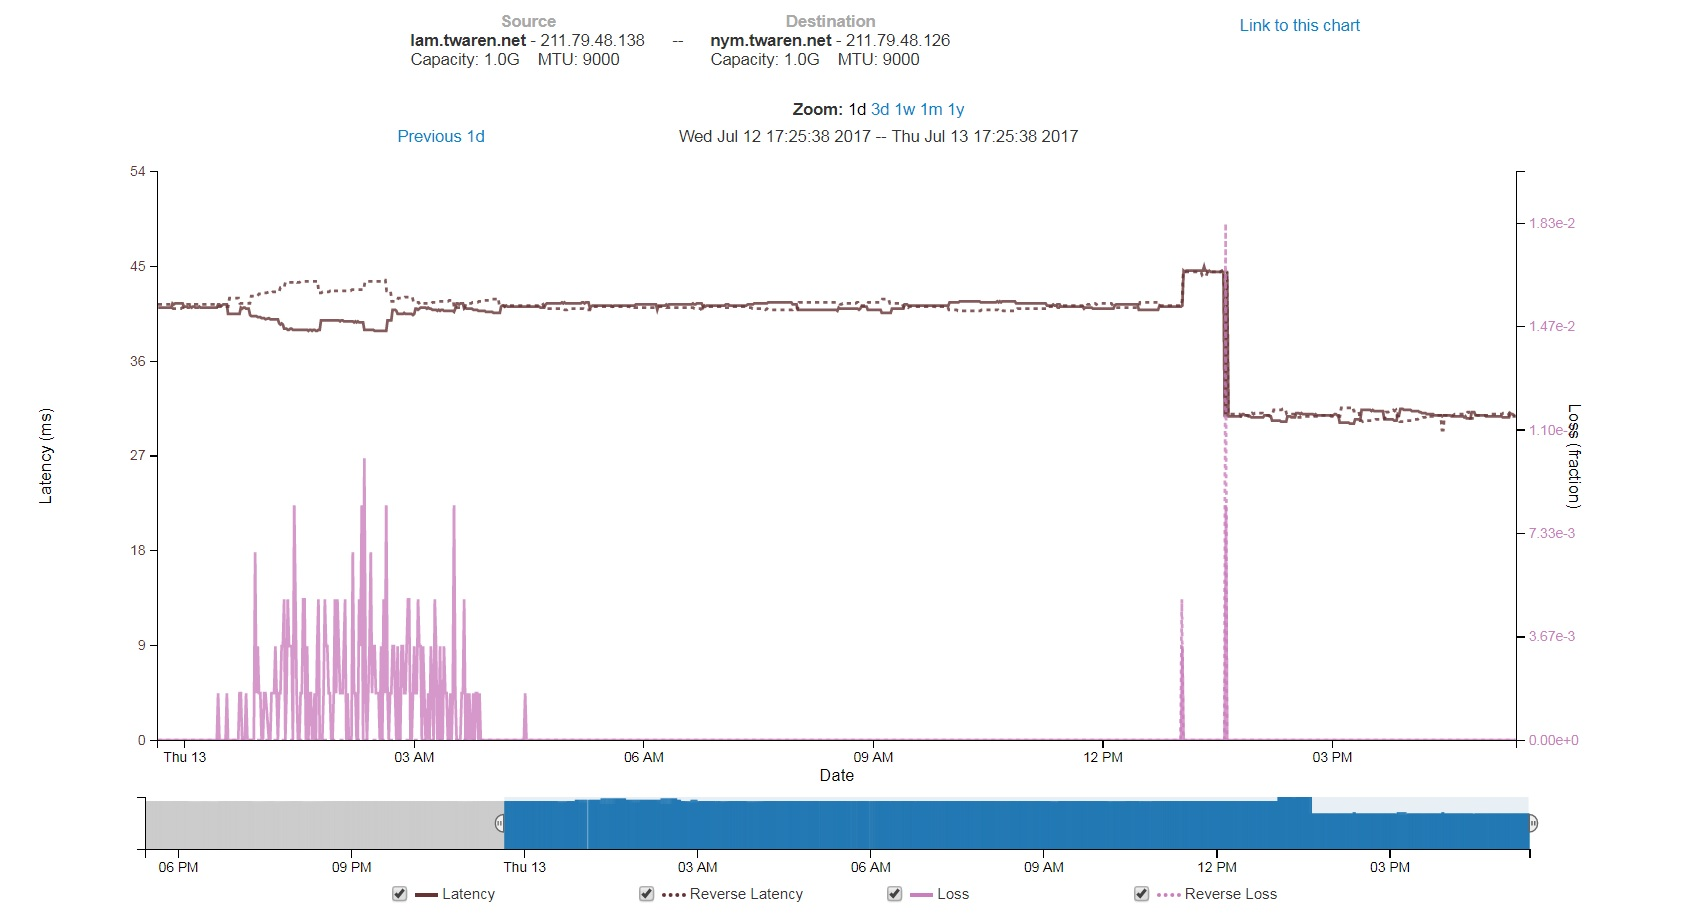 Source
Destination
Link to this chart
lam.twaren.net - 211.79.48.138 -- nym.twaren.net - 211.79.48.126
Capacity: 1.0G MTU: 9000
Capacity: 1.0G MTU: 9000
Zoom: 1d 3d 1w 1m 1y
Previous 1d
Wed Jul 12 17:25:38 2017 -- Thu Jul 13 17:25:38 2017
54
45
36
27
18
9
0
Latency (ms)
1.83e-2
1.47e-2
1.10e-
7.33e-3
3.67e-3
0.00e+0
Loss (fraction)
Thu 13 03 AM 06 AM 09 AM 12 PM 03 PM
Date
06 PM 09 PM Thu 13 03 AM 06 AM 09 AM 12 PM 03 PM
Latency Reverse Latency Loss Reverse Loss